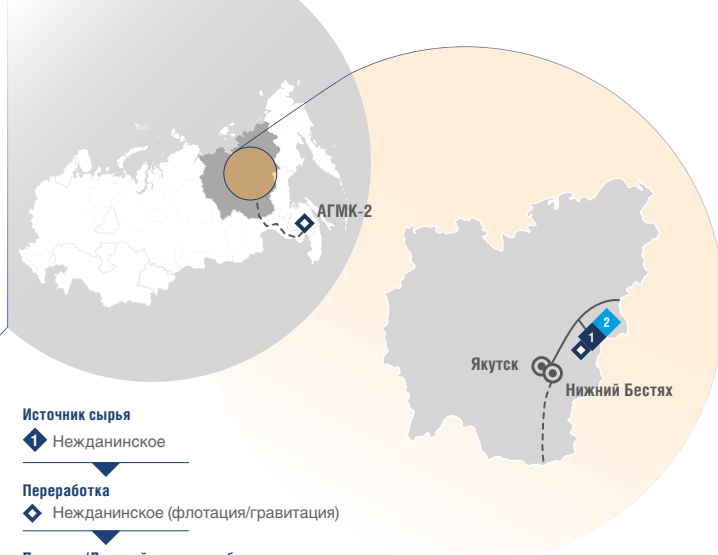 АГМК-2
2
1
Якутск
Нижний Бестях
Источник сырья
1 Нежданинское
Переработка
Нежданинское (флотация/гравитация)